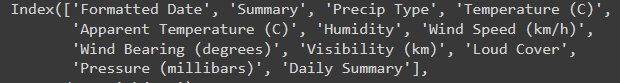 Index(['Formatted Date', 'Summary', 'Precip Type', 'Temperature (C)',
'Apparent Temperature (C)', 'Humidity', 'Wind Speed (km/h)',
'Wind Bearing (degrees)', 'Visibility (km)', 'Loud Cover',
'Pressure (millibars)', 'Daily Summary'],